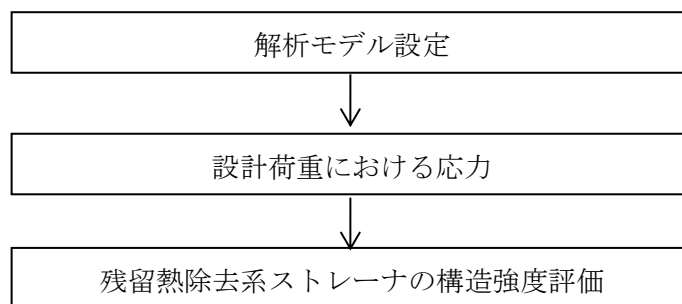 解析モデル設定
設計荷重における応力
残留熱除去系ストレーナの構造強度評価